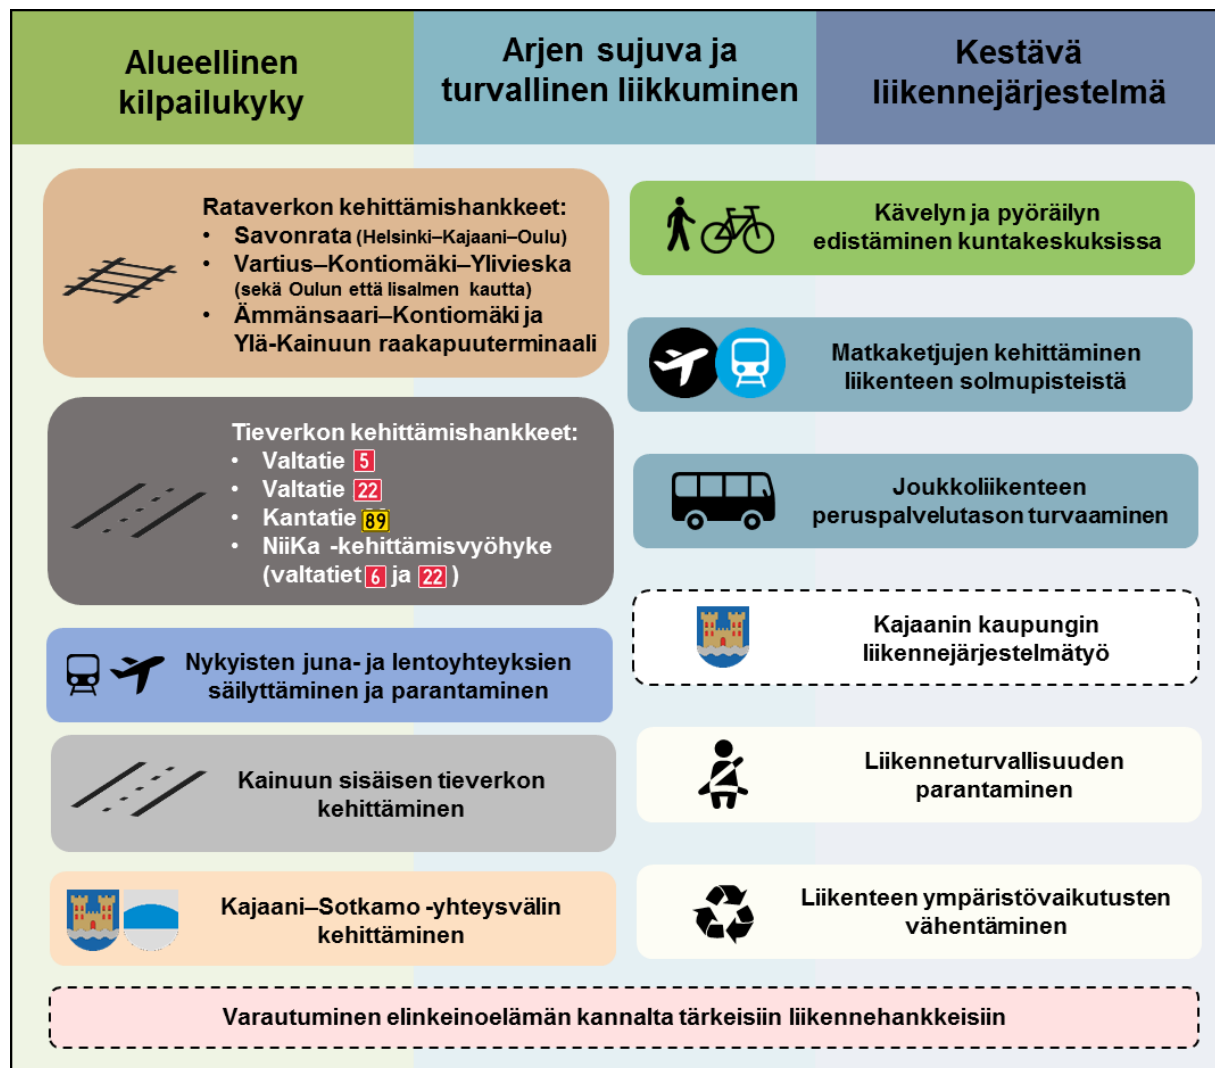 Alueellinen
kilpailukyky
Arjen sujuva ja
turvallinen liikkuminen
Kestävä
liikennejärjestelmä
Rataverkon kehittämishankkeet:
• Savonrata (Helsinki–Kajaani–Oulu)
• Vartius–Kontiomäki–Ylivieska
(sekä Oulun että Iisalmen kautta)
• Ämmänsaari–Kontiomäki ja
Ylä-Kainuun raakapuuterminaali
Tieverkon kehittämishankkeet:
• Valtatie 5
• Valtatie 22
• Kantatie 89
• NiiKa -kehittämisvyöhyke
(valtatiet 6 ja 22 )
Nykyisten juna- ja lentoyhteyksien
säilyttäminen ja parantaminen
Kainuun sisäisen tieverkon
kehittäminen
Kajaani–Sotkamo -yhteysvälin
kehittäminen
Kävelyn ja pyöräilyn
edistäminen kuntakeskuksissa
Matkaketjujen kehittäminen
liikenteen solmupisteistä
Joukkoliikenteen
peruspalvelutason turvaaminen
Kajaanin kaupungin
liikennejärjestelmätyö
Liikenneturvallisuuden
parantaminen
Liikenteen ympäristövaikutusten
vähentäminen
Varautuminen elinkeinoelämän kannalta tärkeisiin liikennehankkeisiin